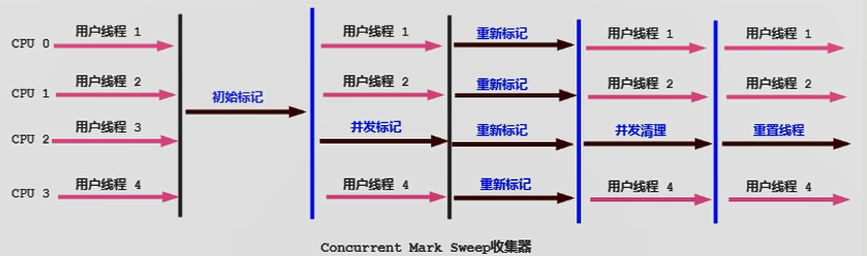 CPU 0 用户线程 1 用户线程 1 重新标记 用户线程 1 用户线程 1
CPU 1 用户线程 2 初始标记 用户线程 2 重新标记 用户线程 2 用户线程 2
CPU 2 用户线程 3 并发标记 重新标记 并发清理 重置线程
CPU 3 用户线程 4 用户线程 4 重新标记 用户线程 4 用户线程 4
Concurrent Mark Sweep收集器